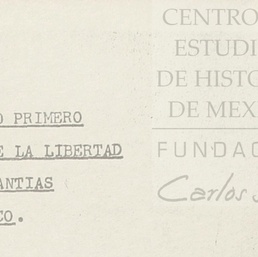 CENTRO
ESTUDI
DE HISTO
DE MEX
FUNDAC
Carlos S
O PRIMERO
E LA LIBERTAD
ANTIAS
CO.